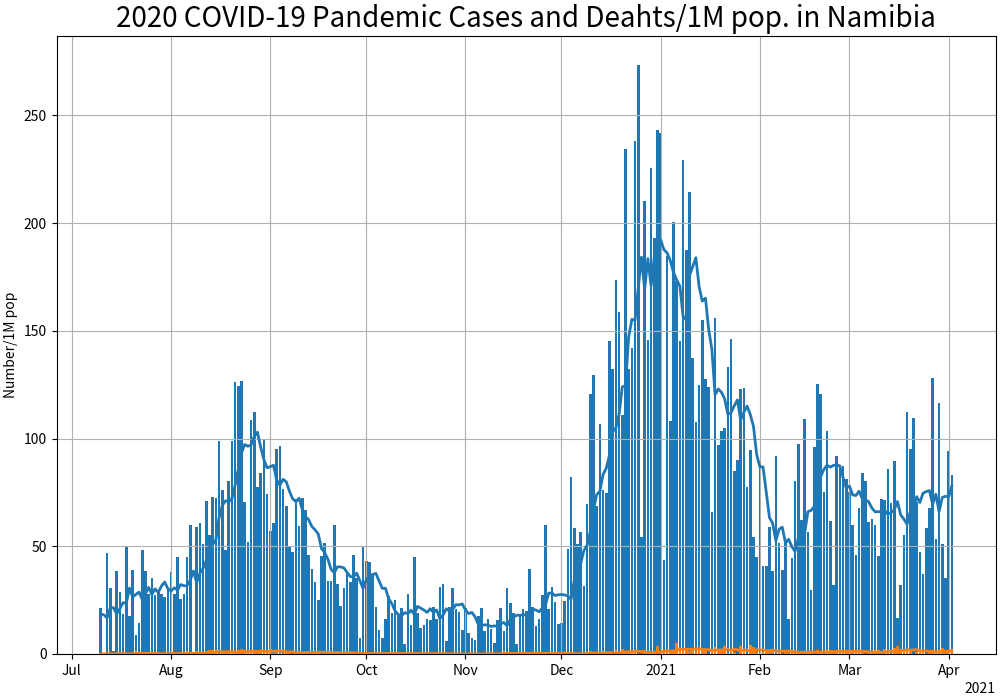 2020 COVID-19 Pandemic Cases and Deahts/1M pop. in Namibia
Number/1M pop
250
200
150
100
50
0
Jul Aug Sep Oct Nov Dec 2021 Feb Mar Apr
2021